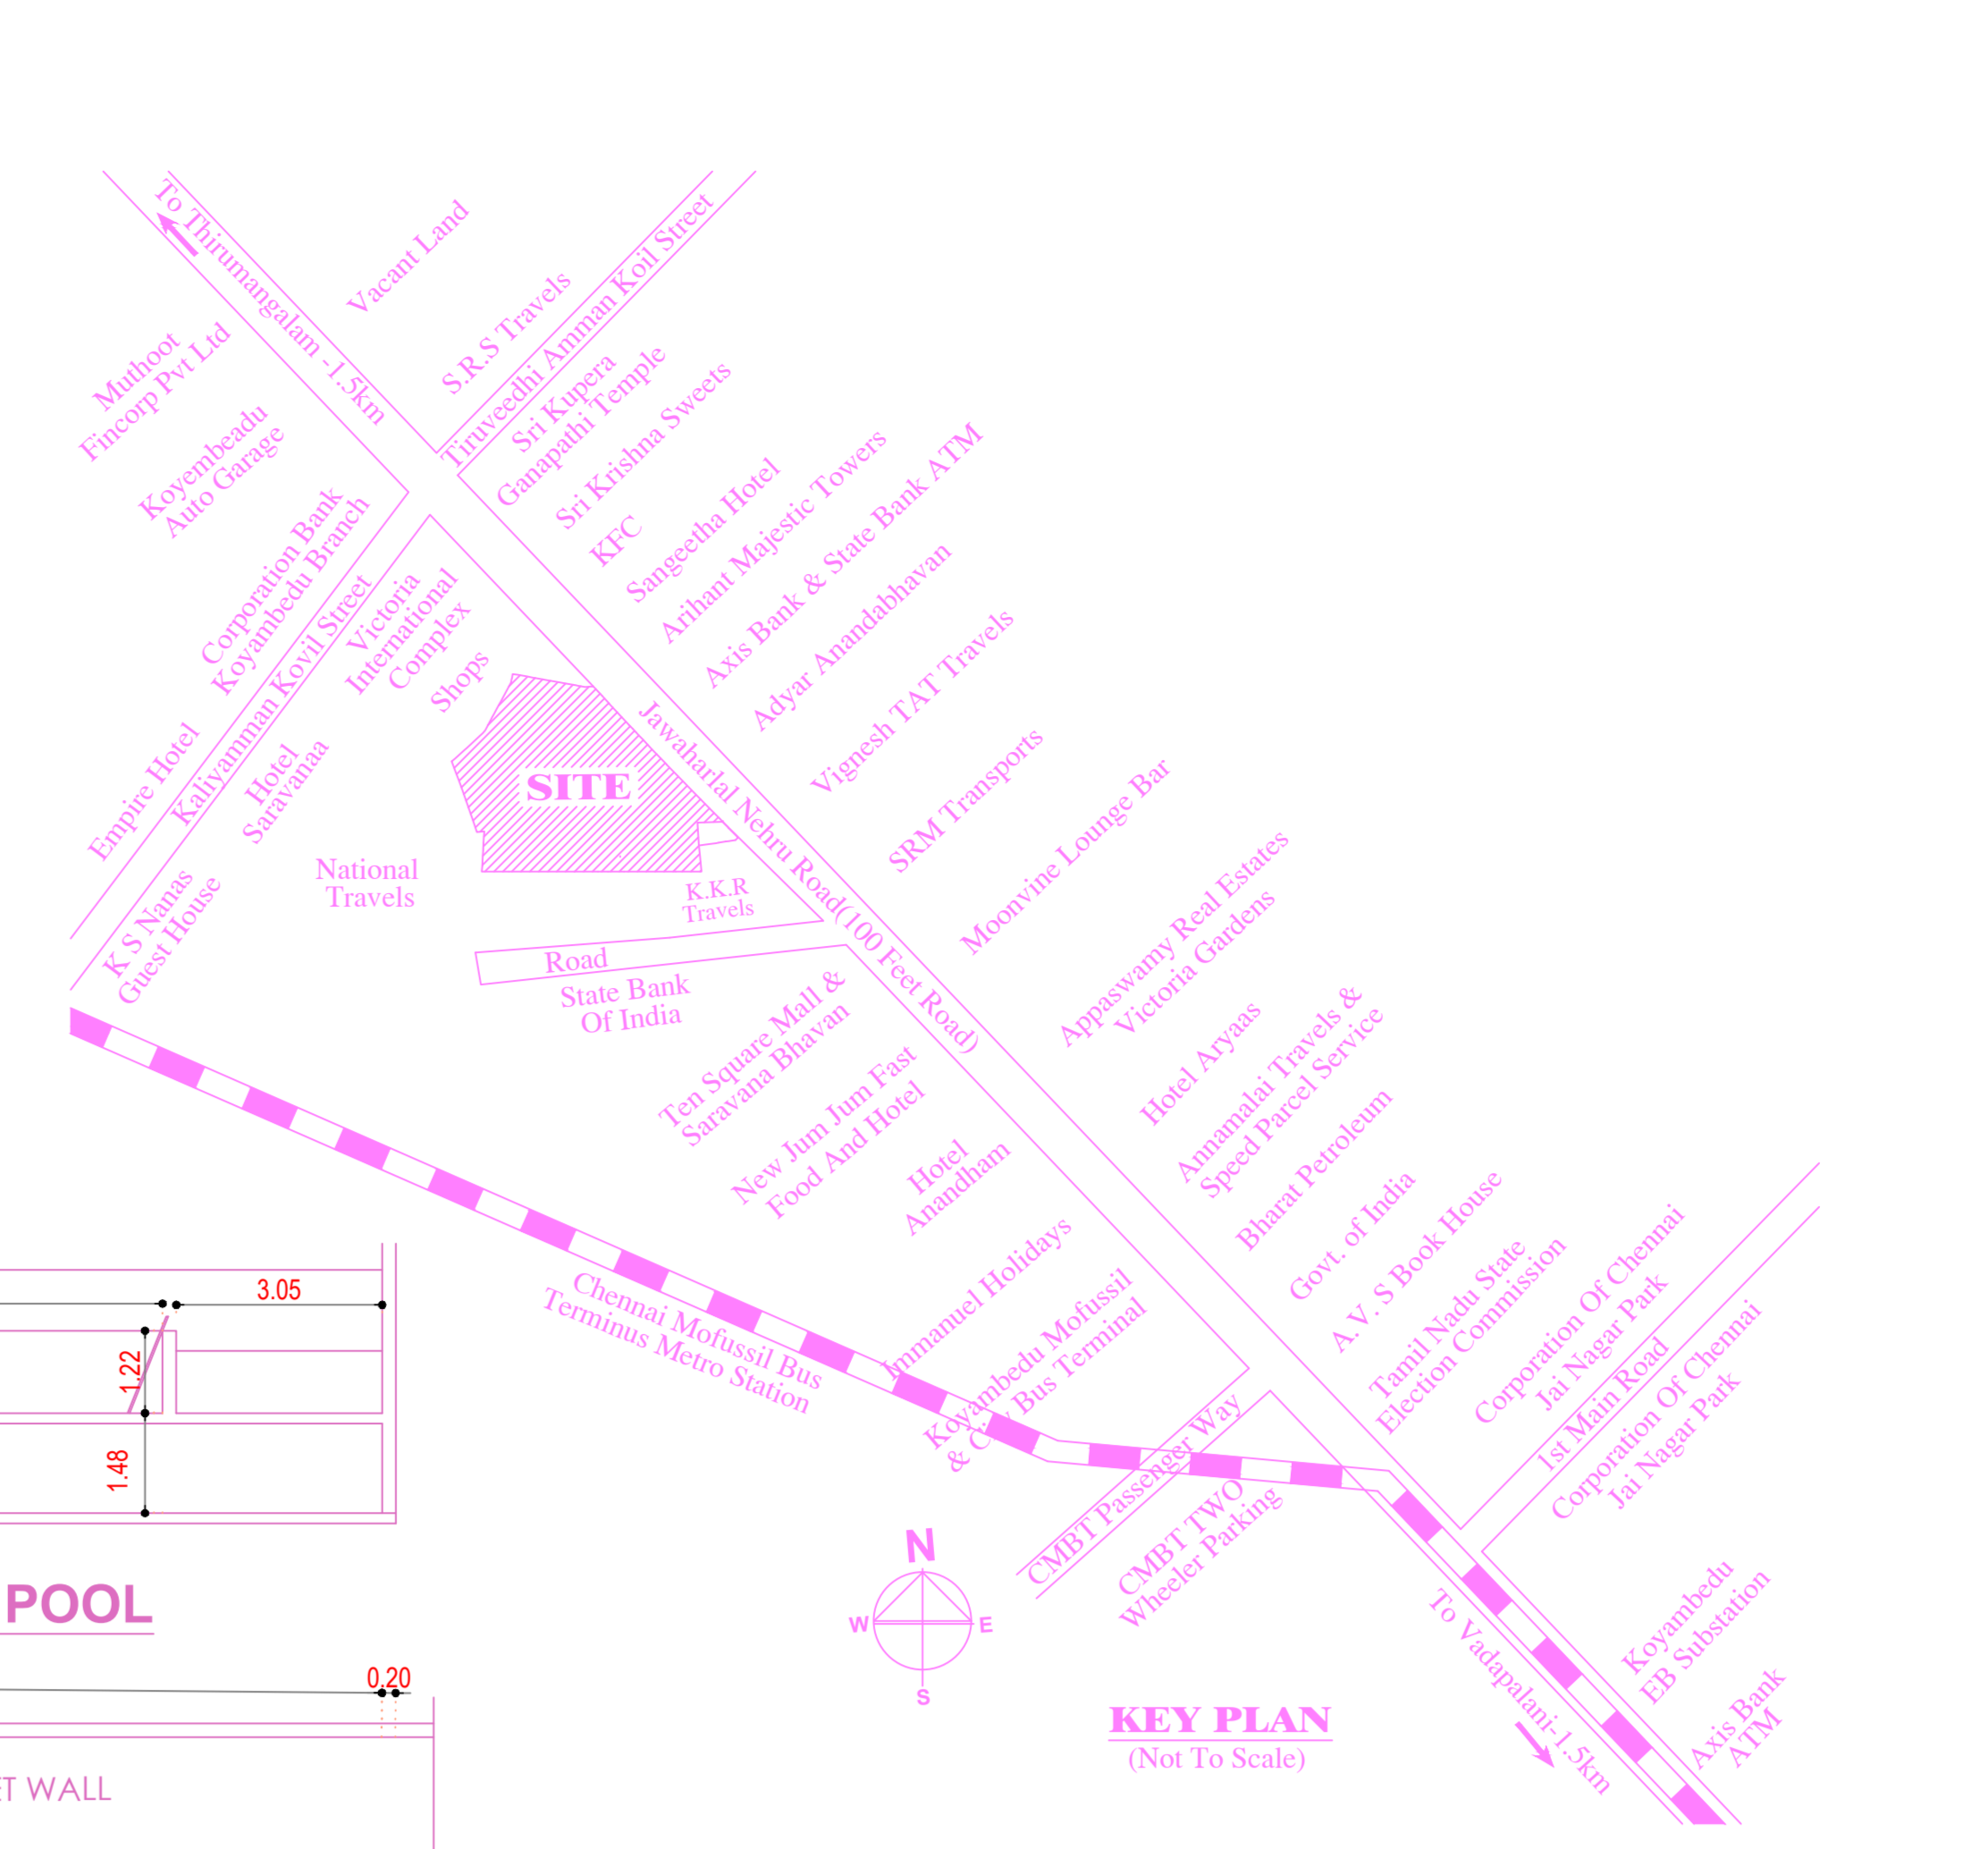 To Thirumangalam -1.5km
Vacant Land
S.R.S Travels
Tiruveedhi Amman Koil Street
Muthoot
Fincorp Pvt Ltd
Koyembeadu
Auto Garage
Corporation Bank
Koyambedu Branch
Kaliyamman Kovil Street
Empire Hotel
Sri Kupera
Ganapathi Temple
Sri Krishna Sweets
KFC
Sangeetha Hotel
Arihant Majestic Towers
Axis Bank & State Bank ATM
Adyar Anandabhavan
Vignesh TAT Travels
SRM Transports
Moonvine Lounge Bar
Appaswamy Real Estates
Victoria Gardens
Hotel Aryaas
Annamalai Travels &
Speed Parcel Service
Bharat Petroleum
Govt. of India
A.V. S Book House
Tamil Nadu State
Election Commission
Corporation Of Chennai
Jai Nagar Park
1st Main Road
Corporation Of Chennai
Jai Nagar Park
Koyambedu
EB Substation
Axis Bank
ATM
Victoria
International
Complex
Shops
Hotel
Saravanaa
K S Nanas
Guest House
SITE
National
Travels
K.K.R
Travels
Jawaharlal Nehru Road(100 Feet Road)
Road
State Bank
Of India
Ten Square Mall &
Saravana Bhavan
New Jum Jum Fast
Food And Hotel
Hotel
Anandham
Immanuel Holidays
Koyambedu Mofussil
& Bus Terminal
Chennai Mofussil Bus
Terminus Metro Station
CMBT Passenger Way
CMBT TWO
Wheeler Parking
To Vadapalani-1.5km
N
W
E
S
KEY PLAN
(Not To Scale)
3.05
1.22
1.48
POOL
0.20
WALL